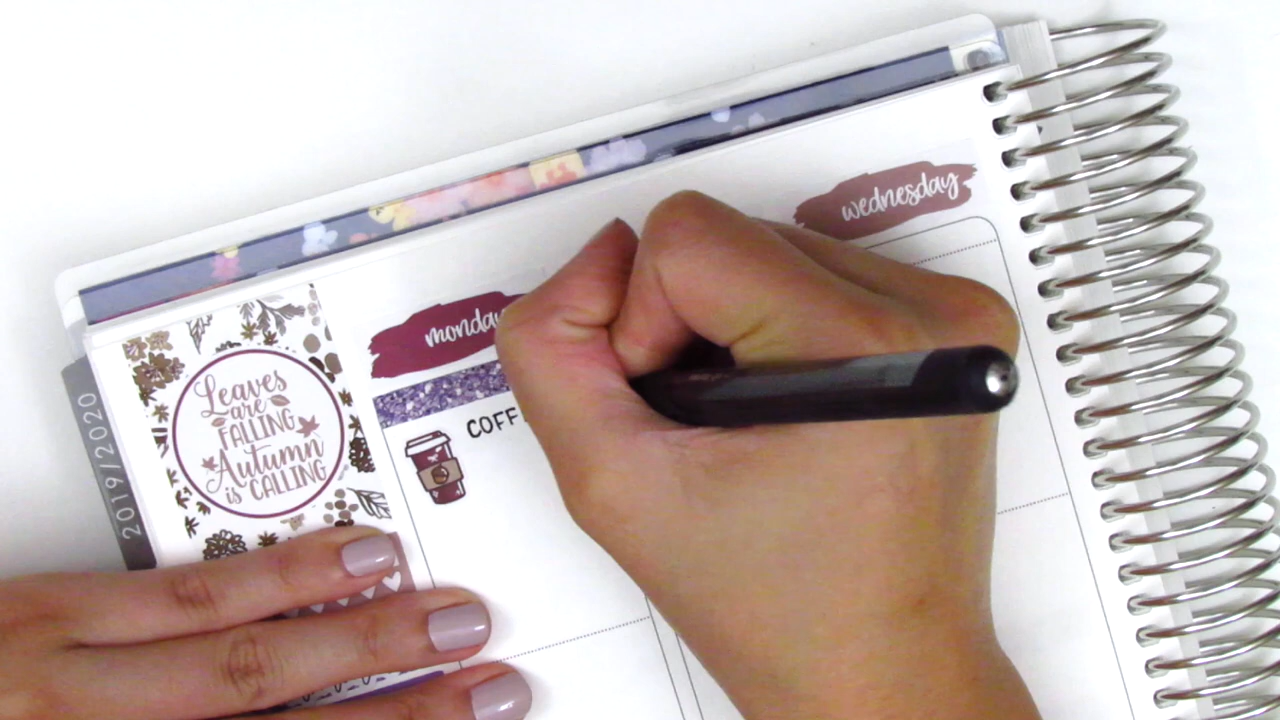 wednesday
monday
2019/2020
Leaves
are
FALLING
Autumn
is CALLING
COFF